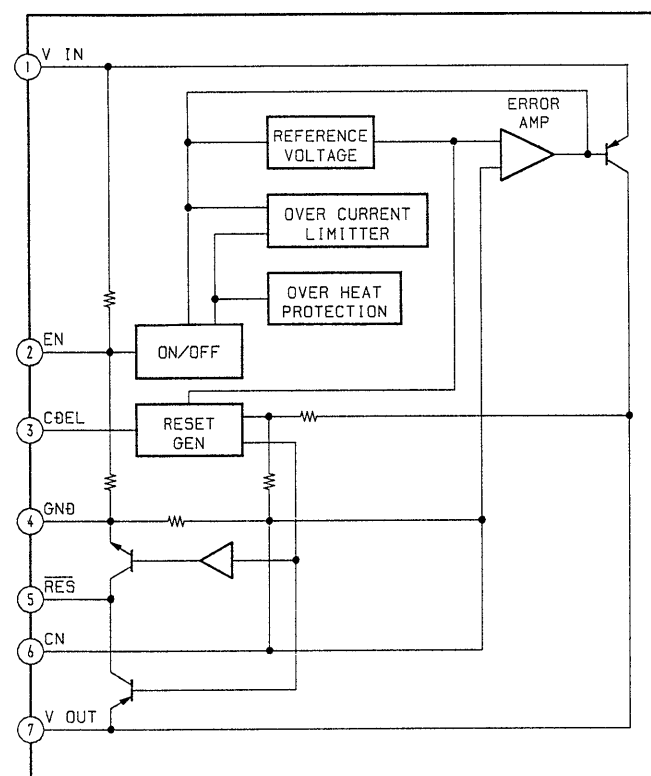 V IN
1
ERROR
AMP
REFERENCE
VOLTAGE
OVER CURRENT
LIMITTER
OVER HEAT
PROTECTION
EN
2
ON/OFF
CDEL
3
RESET
GEN
GND
4
RES
5
CN
6
V OUT
7